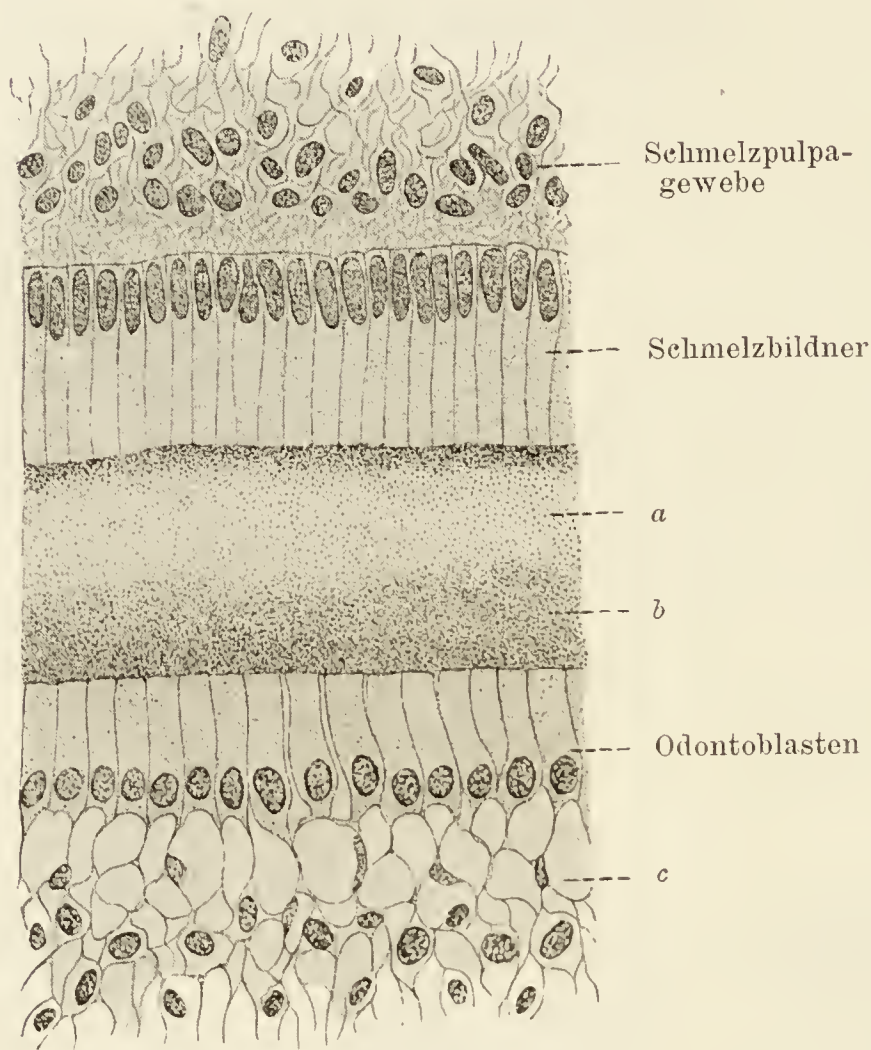 Schmelzpulpa-
gewebe
Schmelzbildner
a
b
Odontoblasten
c